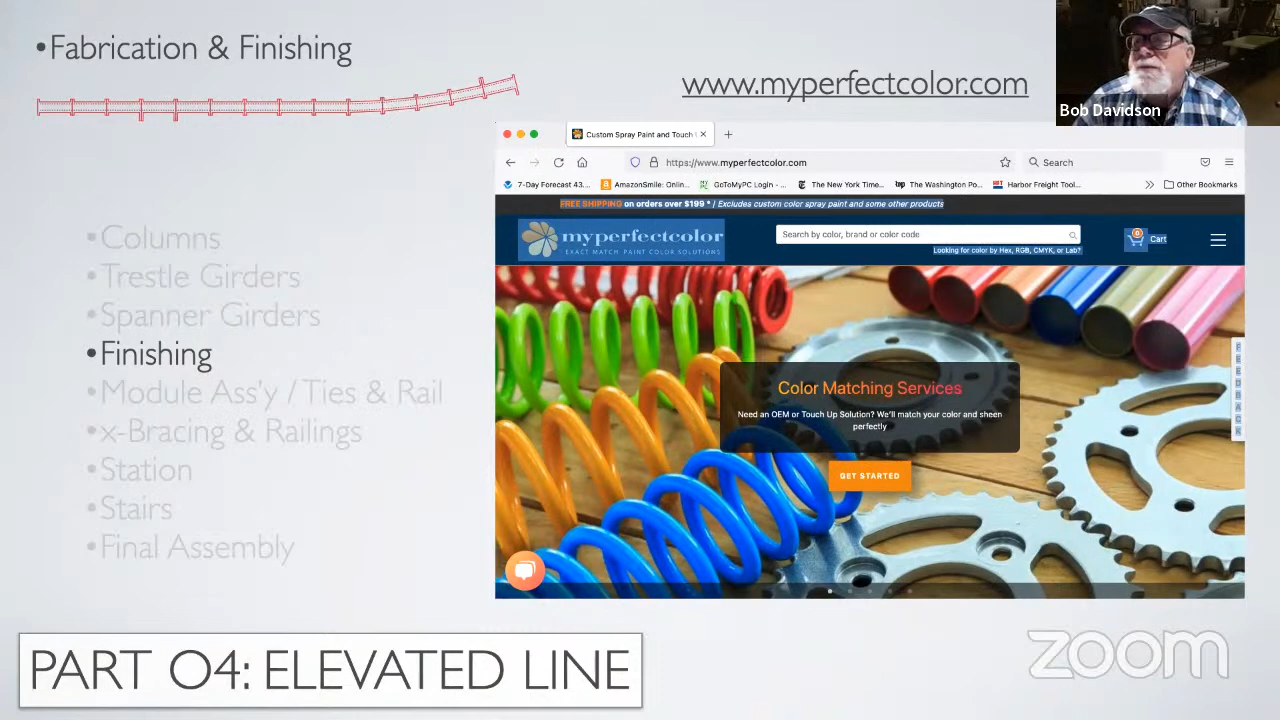 •Fabrication & Finishing
www.myperfectcolor.com
Bob Davidson
Custom Spray Paint and Touch
https://www.myperfectcolor.com
Search
7-Day Forecast 43....
AmazonSmile: Onlin...
GoToMyPC Login - ...
The New York Time...
The Washington Po...
Harbor Freight Tool...
Other Bookmarks
FREE SHIPPING on orders over $199 * / Excludes custom color spray paint and some other products
myperfectcolor
EXACT MATCH PAINT COLOR SOLUTIONS
Search by color, brand or color code
Looking for color by Hex, RGB, CMYK, or Lab?
0
Cart
•Columns
•Trestle Girders
•Spanner Girders
•Finishing
•Module Ass'y / Ties & Rail
•x-Bracing & Railings
•Station
•Stairs
•Final Assembly
Color Matching Services
Need an OEM or Touch Up Solution? We'll match your color and sheen
perfectly
GET STARTED
FEEDBACK
PART 04: ELEVATED LINE
zoom